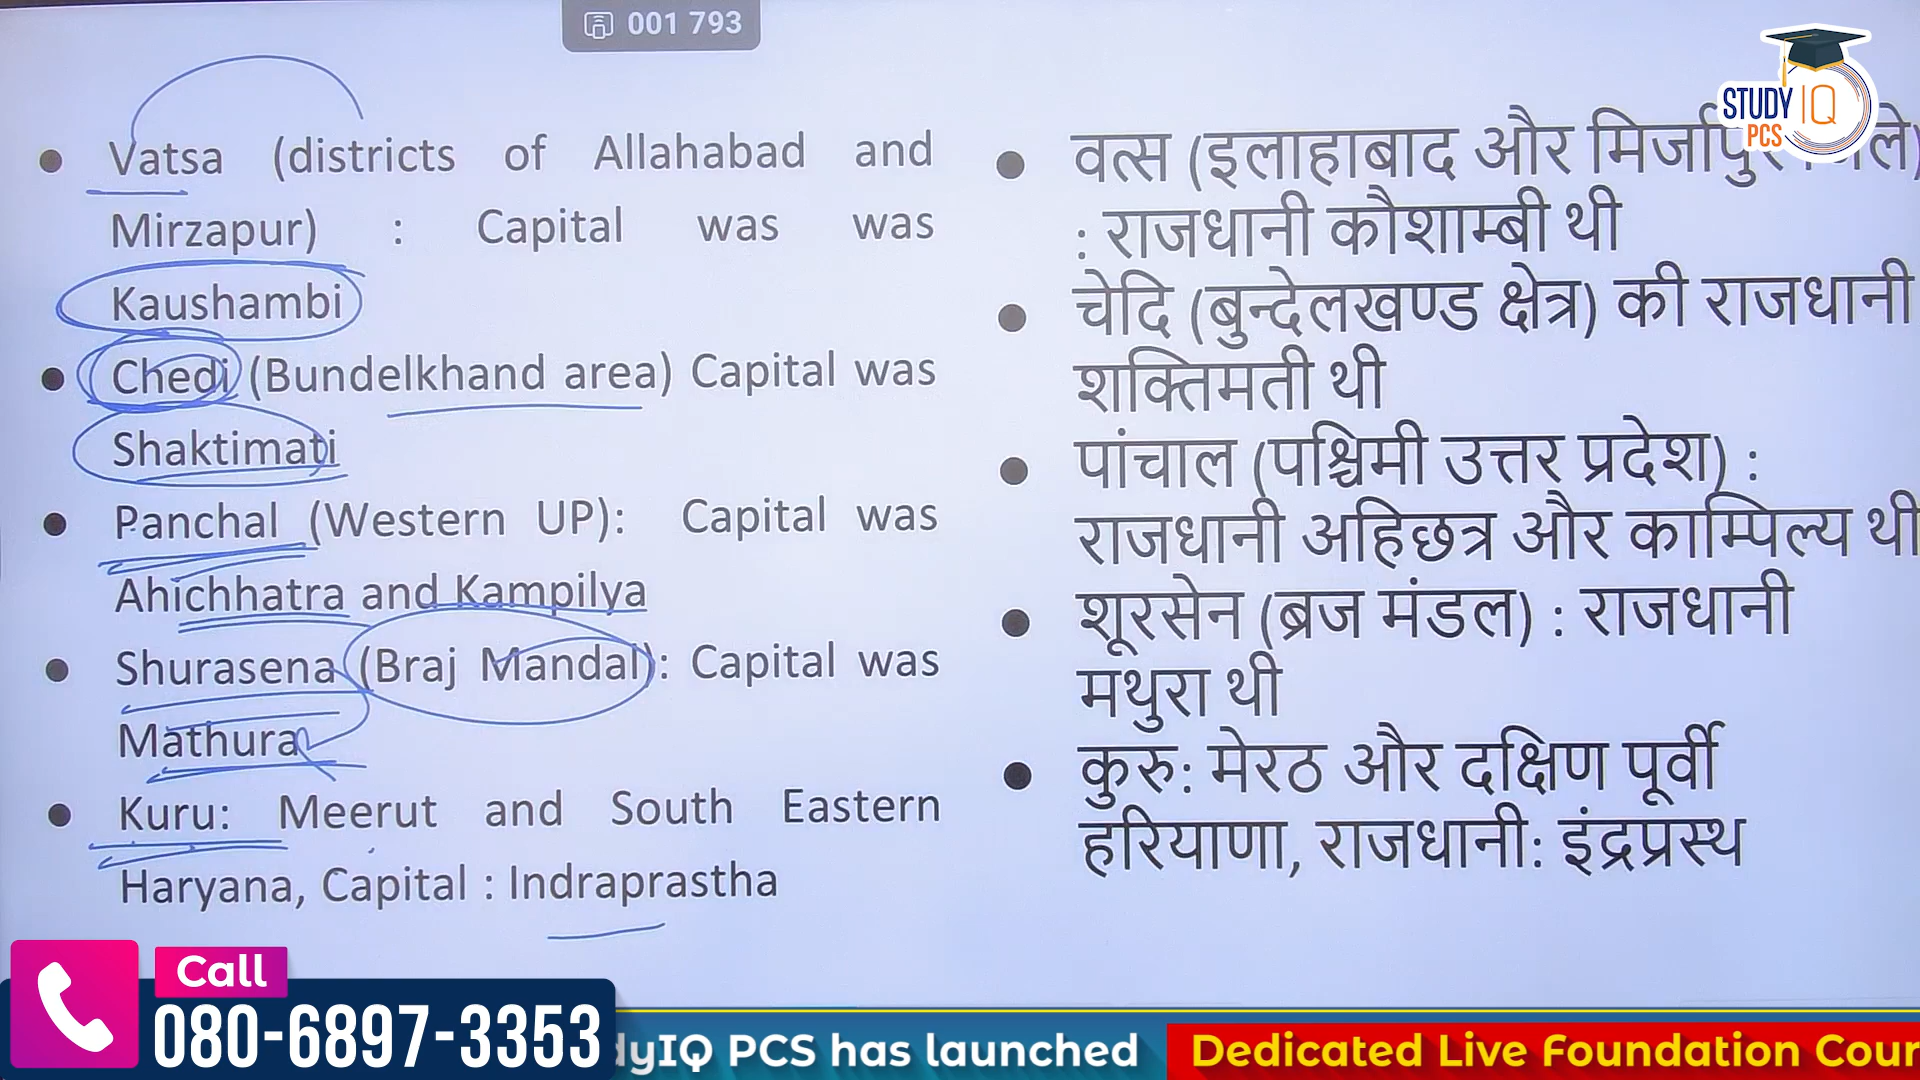 001 793
STUDY IQ
PCS
● Vatsa (districts of Allahabad and
Mirzapur) : Capital was was
Kaushambi
● Chedi (Bundelkhand area) Capital was
Shaktimati
● Panchal (Western UP): Capital was
Ahichhatra and Kampilya
● Shurasena (Braj Mandal): Capital was
Mathura
● Kuru: Meerut and South Eastern
Haryana, Capital : Indraprastha
● वत्स (इलाहाबाद और मिर्जापुर
: राजधानी कौशाम्बी थी
● चेदि (बुन्देलखण्ड क्षेत्र) की राजधानी
शक्तिमती थी
● पांचाल (पश्चिमी उत्तर प्रदेश) :
राजधानी अहिछत्र और काम्पिल्य थी
● शूरसेन (ब्रज मंडल) : राजधानी
मथुरा थी
● कुरु: मेरठ और दक्षिण पूर्वी
हरियाणा, राजधानी: इंद्रप्रस्थ
Call
080-6897-3353
dyIQ PCS has launched
Dedicated Live Foundation Cour